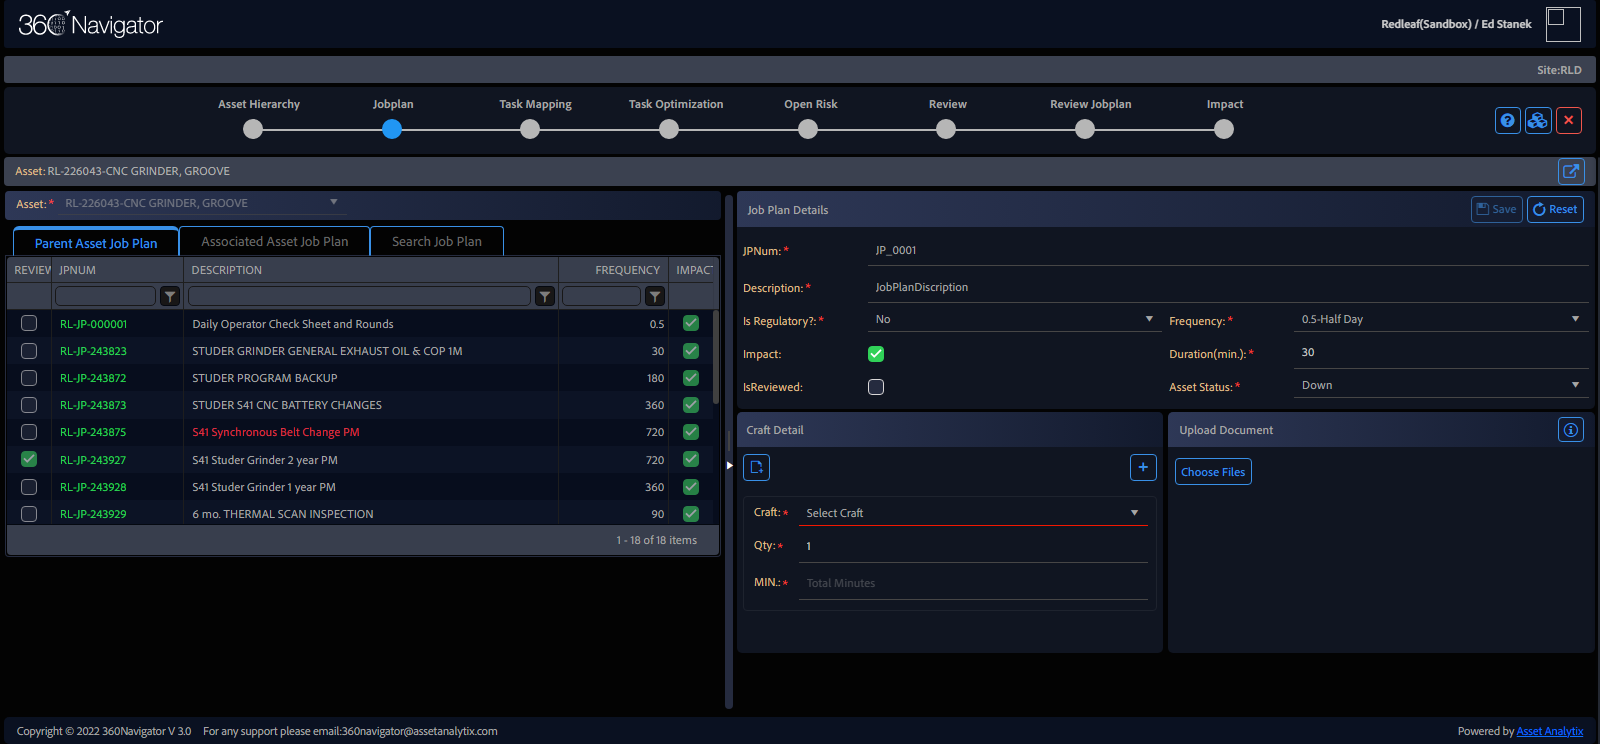 360 Navigator
Redleaf(Sandbox) / Ed Stanek
Site:RLD
Asset Hierarchy Jobplan Task Mapping Task Optimization Open Risk Review Review Jobplan Impact
Asset: RL-226043-CNC GRINDER, GROOVE
Asset:* RL-226043-CNC GRINDER, GROOVE
Parent Asset Job Plan Associated Asset Job Plan Search Job Plan
REVIEW JPNUM DESCRIPTION FREQUENCY IMPACT
RL-JP-000001 Daily Operator Check Sheet and Rounds 0.5
RL-JP-243823 STUDER GRINDER GENERAL EXHAUST OIL & COP 1M 30
RL-JP-243872 STUDER PROGRAM BACKUP 180
RL-JP-243873 STUDER S41 CNC BATTERY CHANGES 360
RL-JP-243875 S41 Synchronous Belt Change PM 720
RL-JP-243927 S41 Studer Grinder 2 year PM 720
RL-JP-243928 S41 Studer Grinder 1 year PM 360
RL-JP-243929 6 mo. THERMAL SCAN INSPECTION 90
1 - 18 of 18 items
Job Plan Details Save Reset
JPNum:* JP_0001
Description:* JobPlanDiscription
Is Regulatory?:* No Frequency:* 0.5-Half Day
Impact: Duration(min.):* 30
IsReviewed: Asset Status:* Down
Craft Detail
Craft:* Select Craft
Qty:* 1
MIN.:* Total Minutes
Upload Document
Choose Files
Copyright © 2022 360Navigator V 3.0 For any support please email:360navigator@assetanalytix.com Powered by Asset Analytix